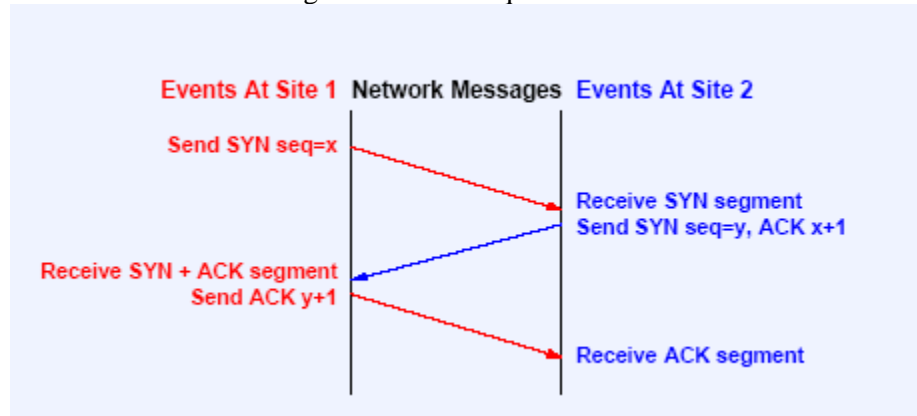 Events At Site 1 Network Messages Events At Site 2
Send SYN seq=x
Receive SYN segment
Send SYN seq=y, ACK x+1
Receive SYN + ACK segment
Send ACK y+1
Receive ACK segment